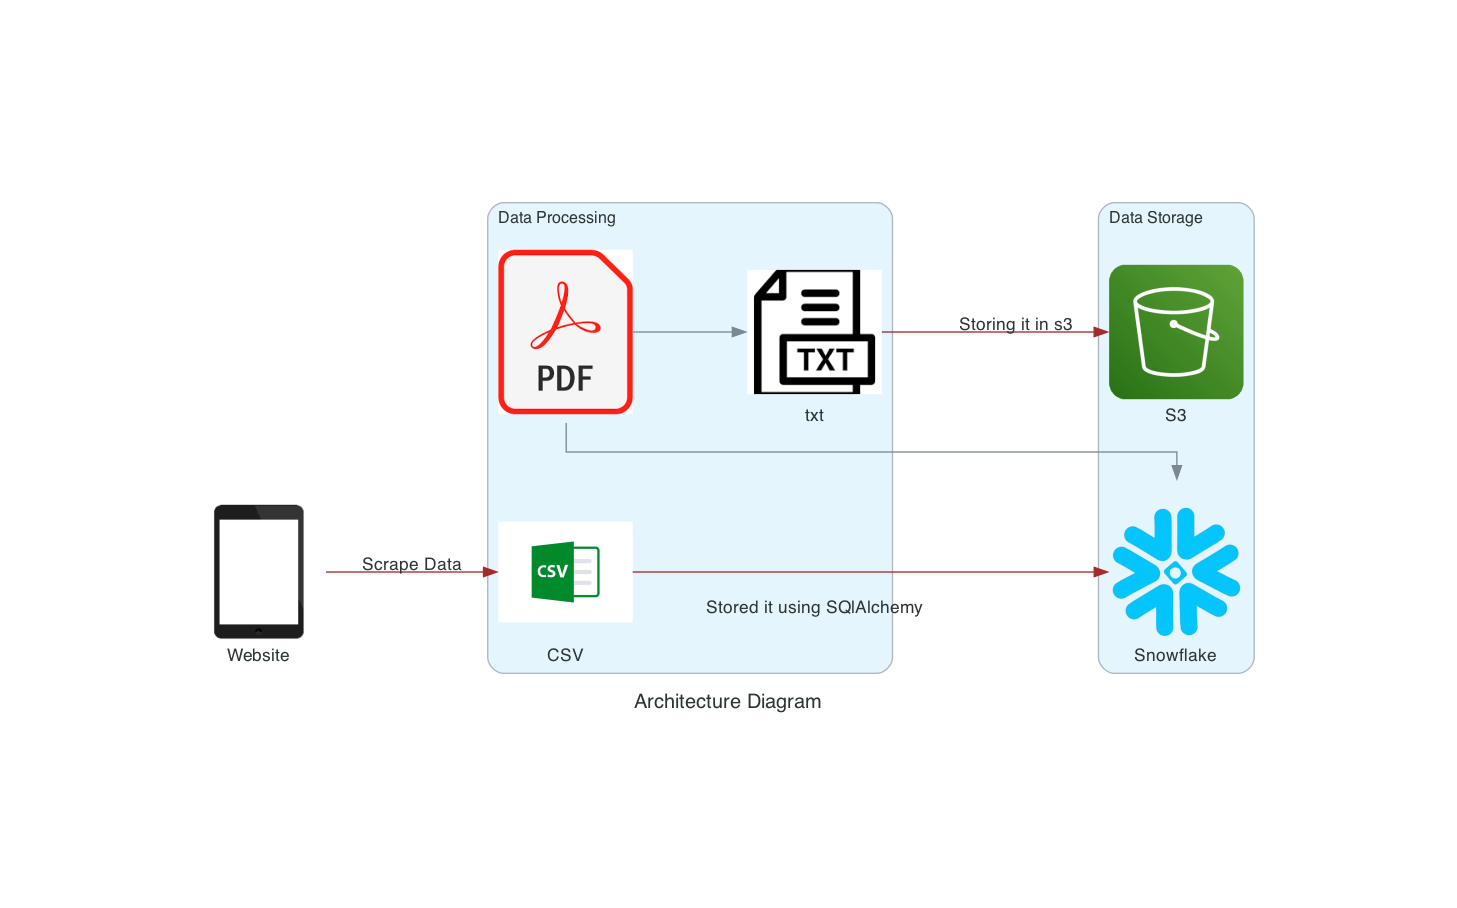 Data Processing
Data Storage
PDF
TXT
Storing it in s3
txt
S3
Scrape Data
CSV
Stored it using SQlAlchemy
Website
CSV
Snowflake
Architecture Diagram